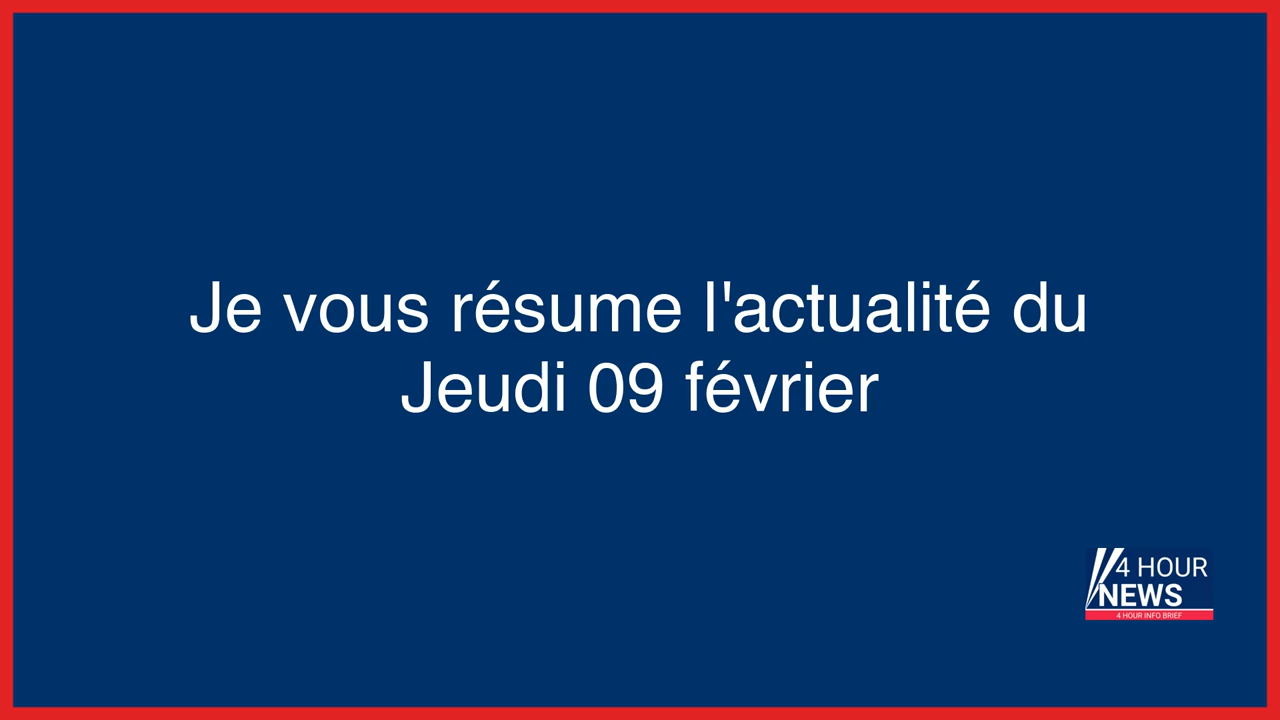 Je vous résume l'actualité du
Jeudi 09 février
4 HOUR
NEWS
4 HOUR INFO BRIEF